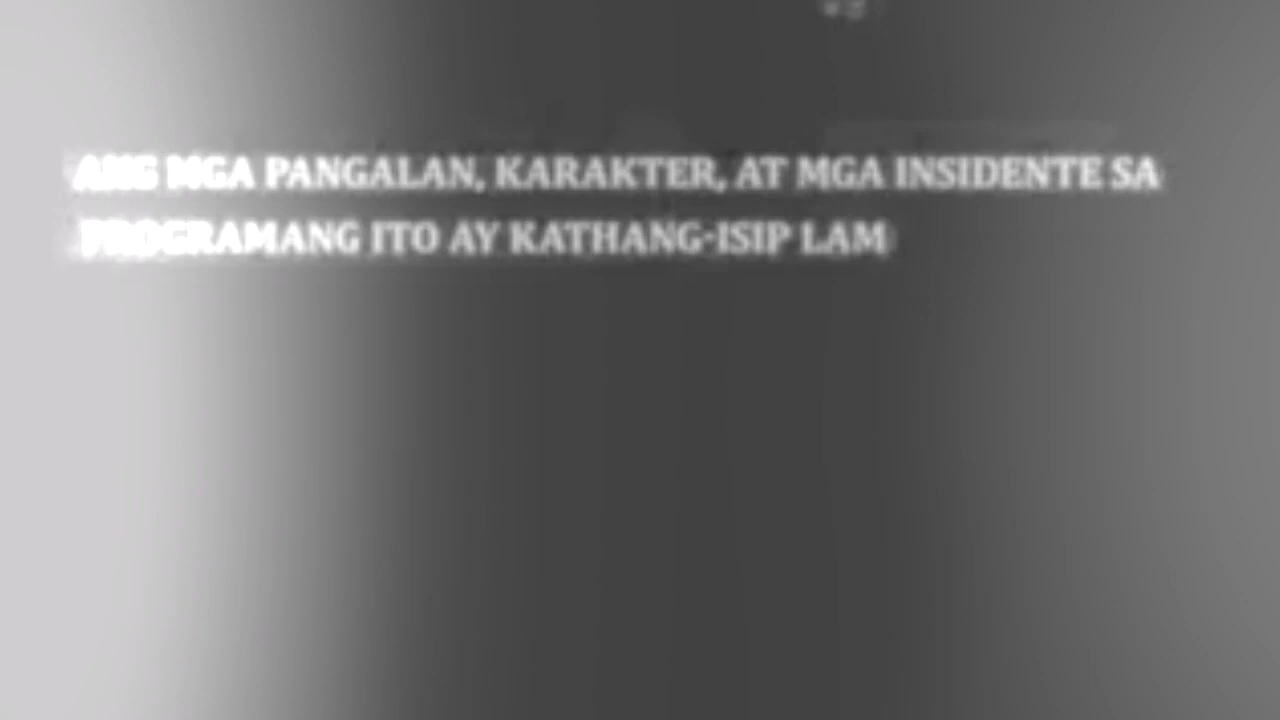 ANG MGA PANGALAN, KARAKTER, AT MGA INSIDENTE SA
PROGRAMANG ITO AY KATHANG-ISIP LAM